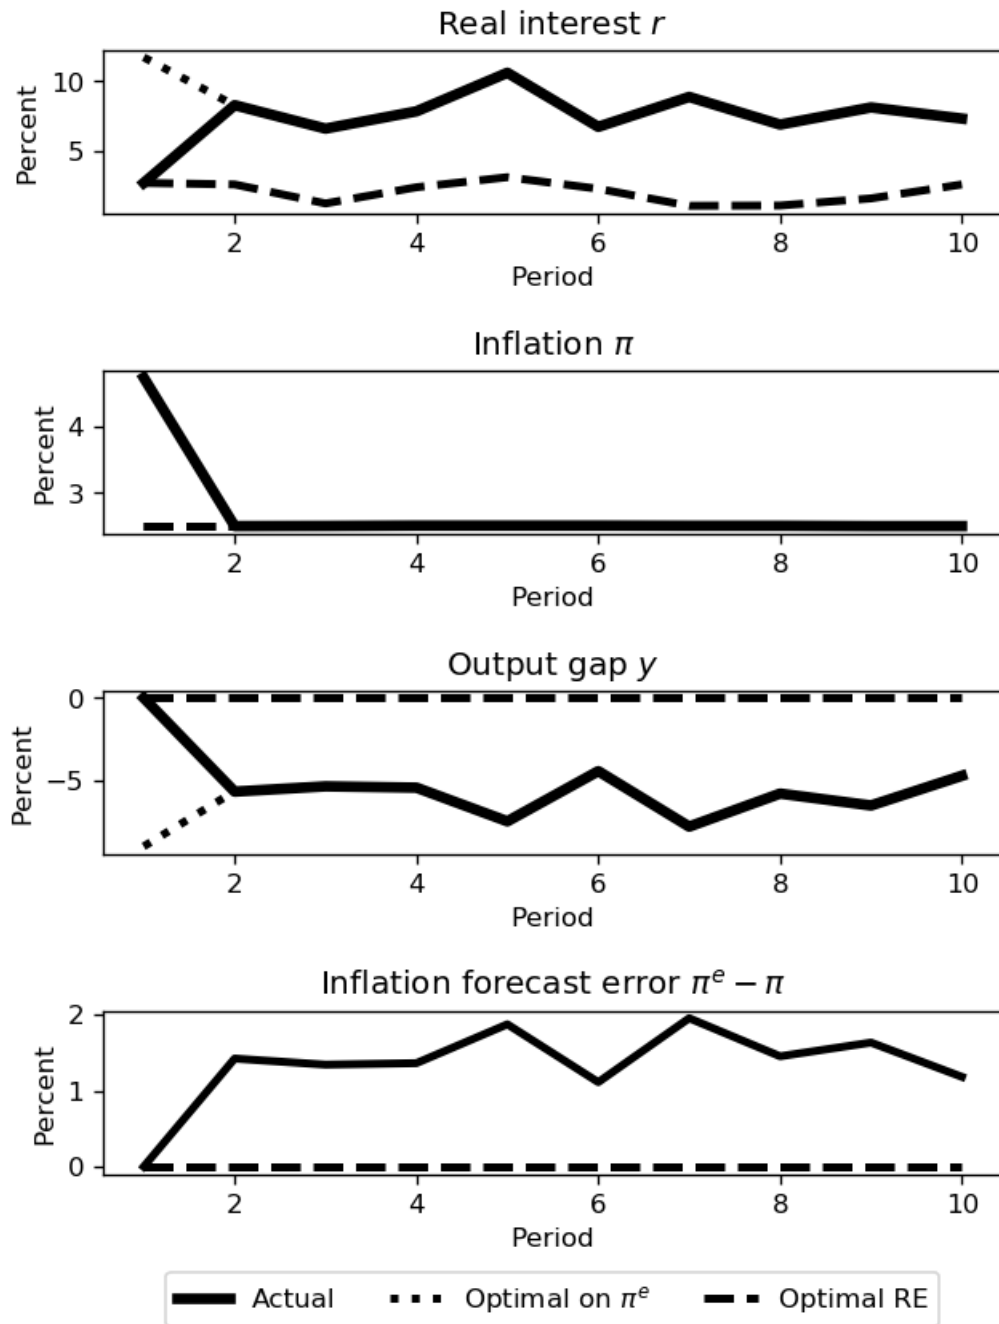 Real interest r
Percent
10
5
2 4 6 8 10
Period
Inflation π
Percent
4
3
2 4 6 8 10
Period
Output gap y
Percent
0
−5
2 4 6 8 10
Period
Inflation forecast error πᵉ − π
Percent
2
1
0
2 4 6 8 10
Period
Actual Optimal on πᵉ Optimal RE